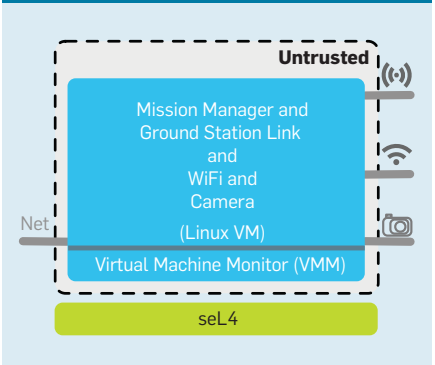 Untrusted
Mission Manager and
Ground Station Link
and
WiFi and
Camera
(Linux VM)
Net
Virtual Machine Monitor (VMM)
seL4